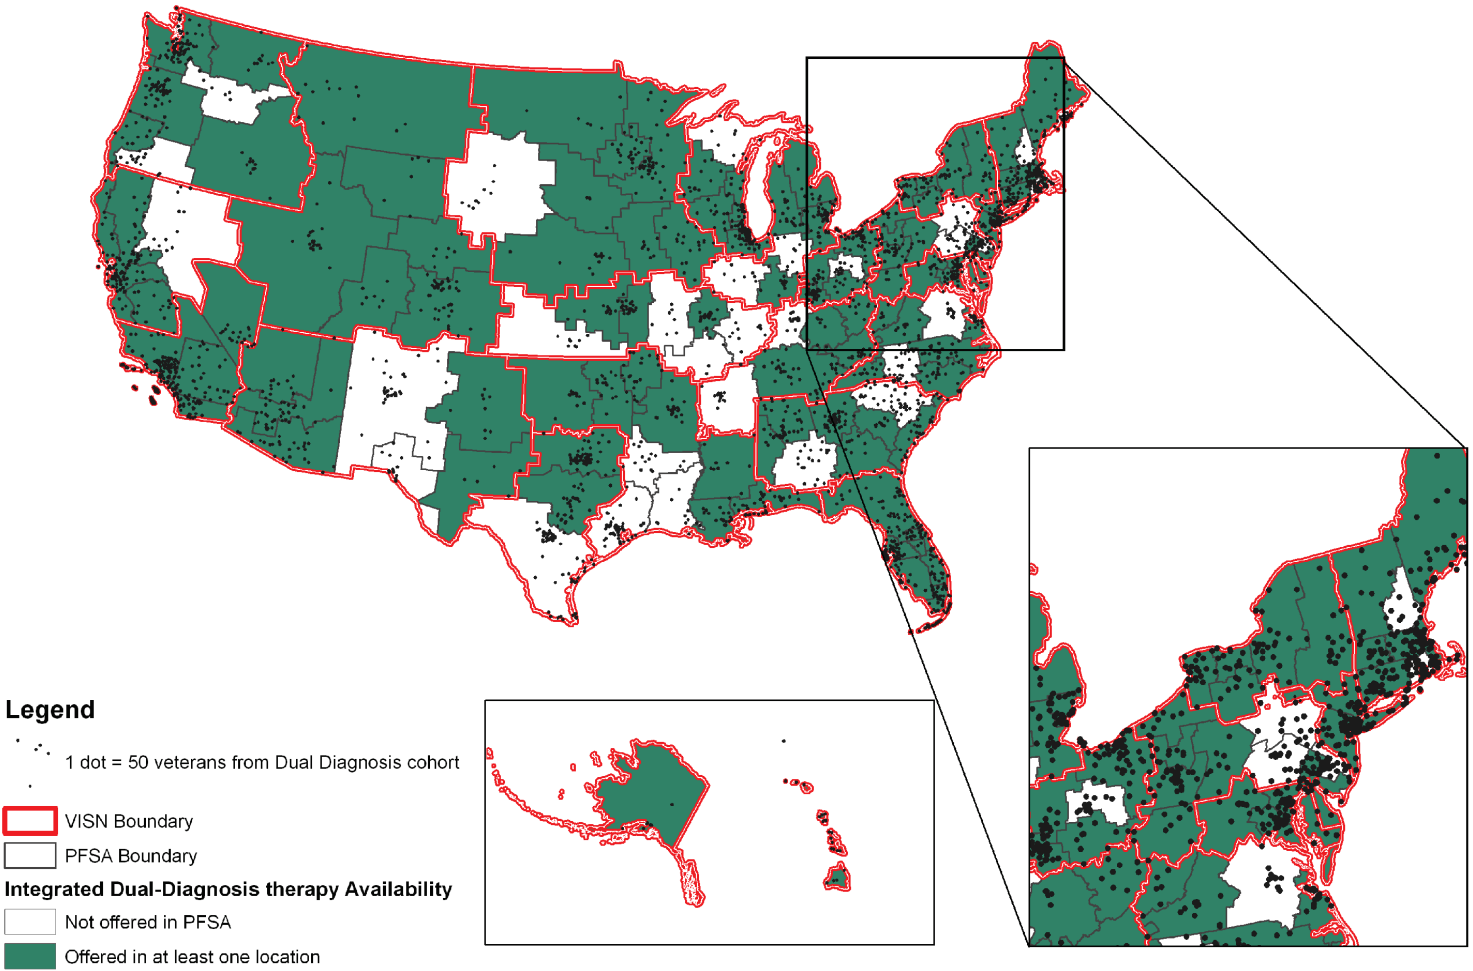 Legend
1 dot = 50 veterans from Dual Diagnosis cohort
VISN Boundary
PFSA Boundary
Integrated Dual-Diagnosis therapy Availability
Not offered in PFSA
Offered in at least one location